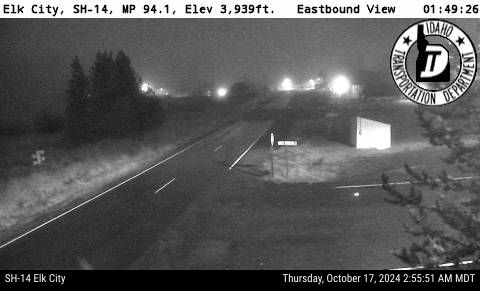 Elk City, SH-14, MP 94.1, Elev 3,939ft. Eastbound View 01:49:26
IDAHO
TRANSPORTATION DEPARTMENT
SH-14 Elk City Thursday, October 17, 2024 2:55:51 AM MDT